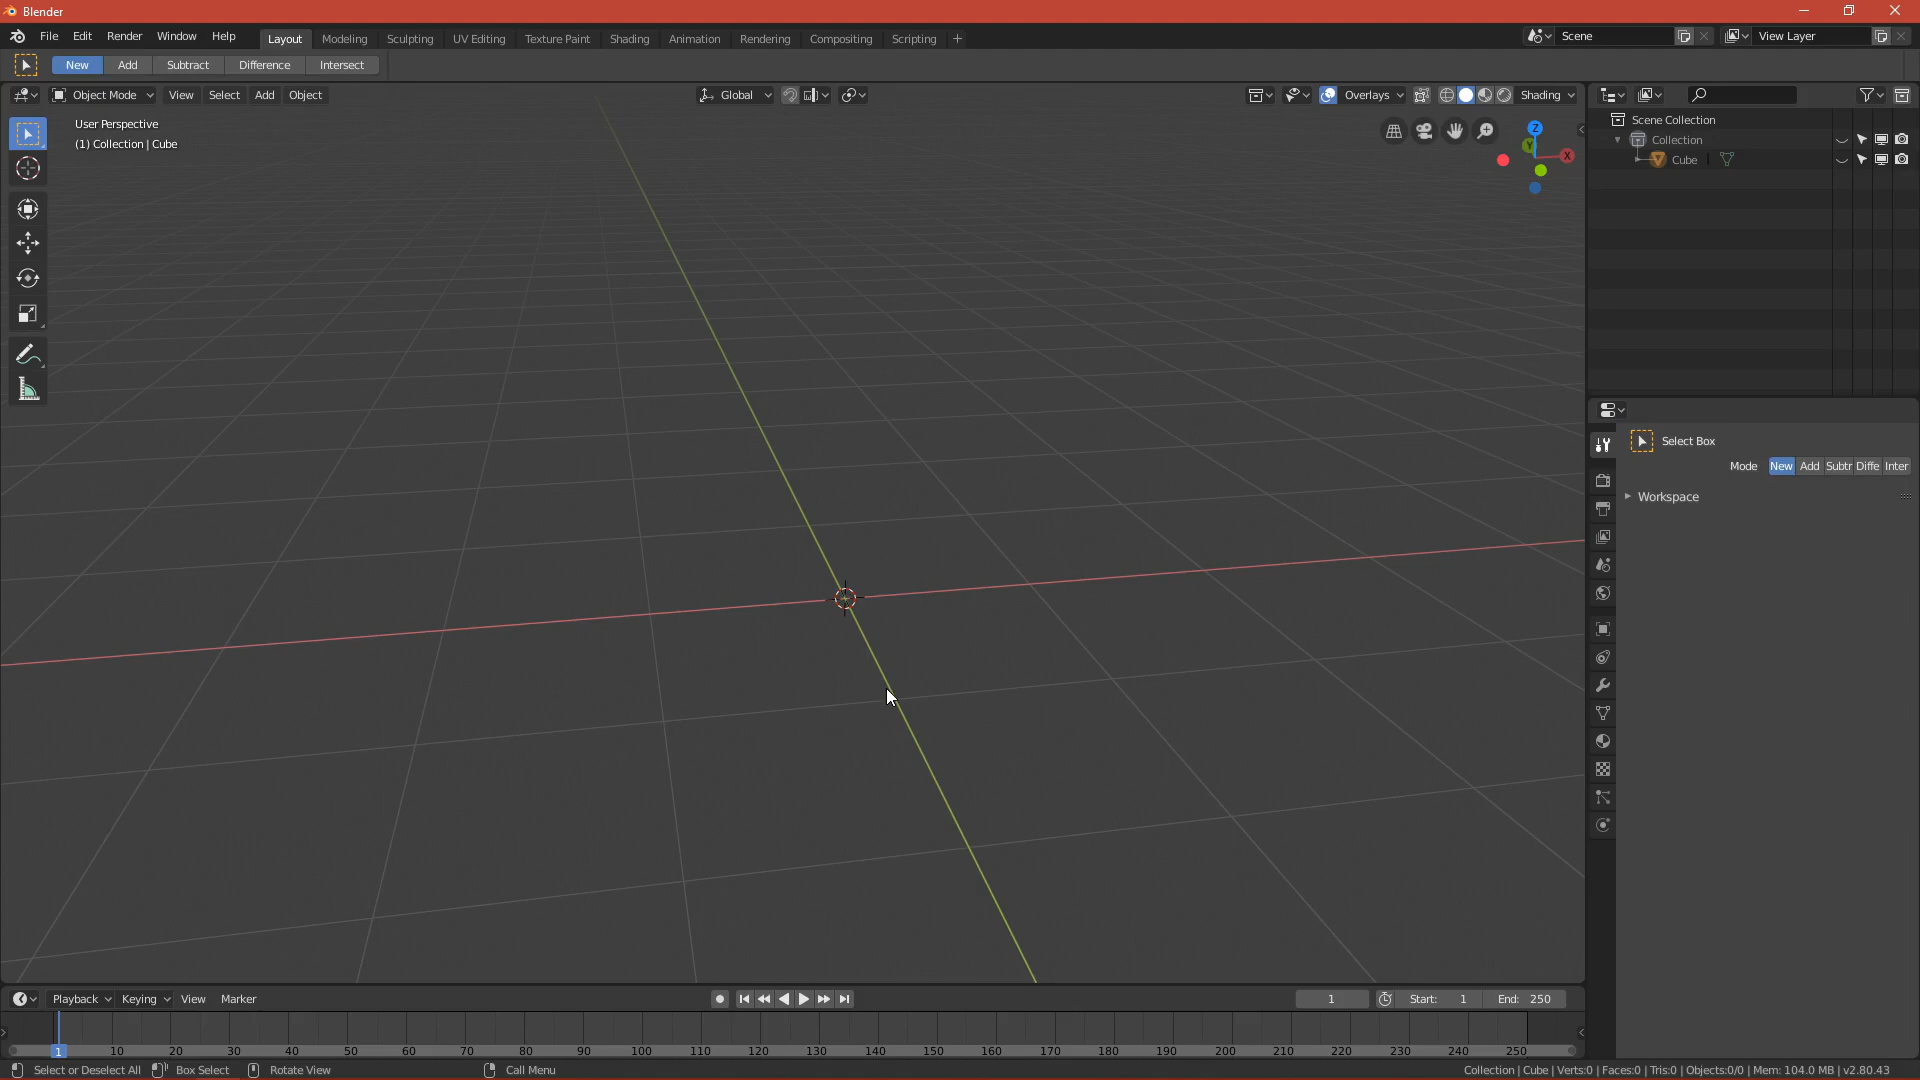 Blender
File Edit Render Window Help Layout Modeling Sculpting UV Editing Texture Paint Shading Animation Rendering Compositing Scripting + Scene View Layer
New Add Subtract Difference Intersect
Object Mode View Select Add Object Global Overlays Shading
User Perspective
(1) Collection | Cube
Z
Y
X
Scene Collection
Collection
Cube
Select Box
Mode New Add Subtr Diffe Inter
Workspace
Playback Keying View Marker 1 Start: 1 End: 250
1 10 20 30 40 50 60 70 80 90 100 110 120 130 140 150 160 170 180 190 200 210 220 230 240 250
Select or Deselect All Box Select Rotate View Call Menu Collection | Cube | Verts:0 | Faces:0 | Tris:0 | Objects:0/0 | Mem: 104.0 MB | v2.80.43